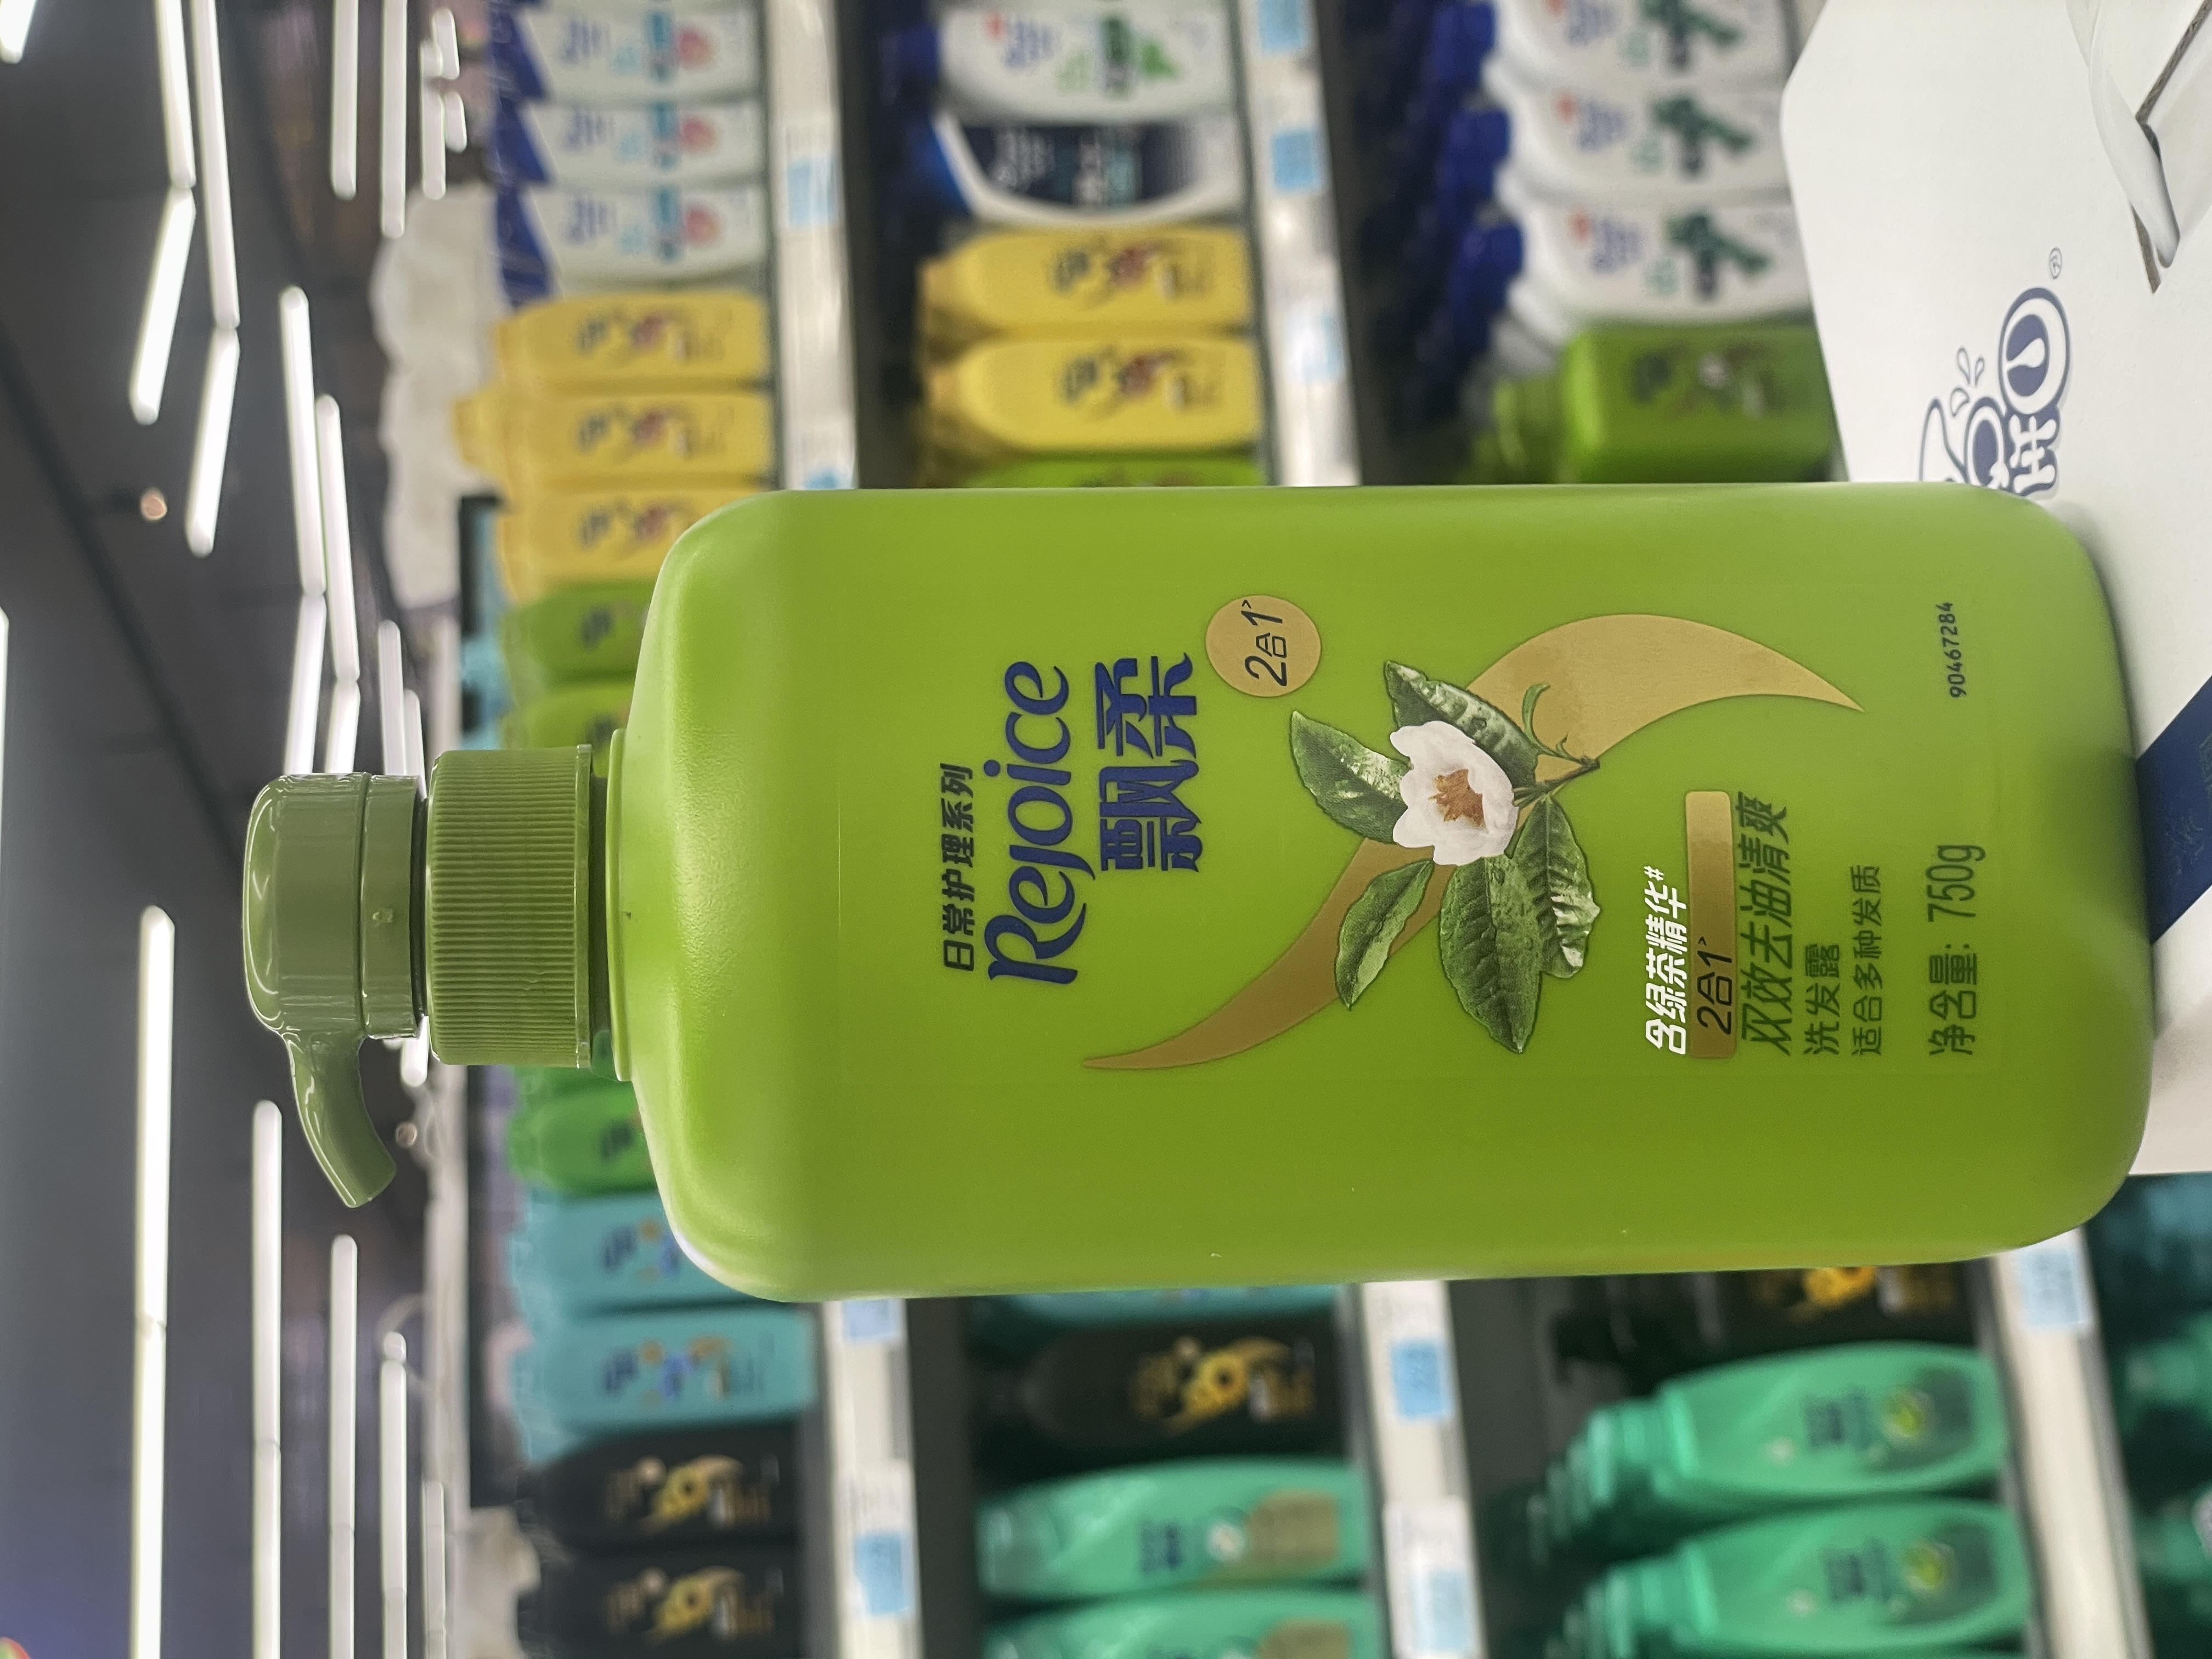 日常护理系列
Rejoice
飘柔
2合1›
含绿茶精华#
2合1›
双效去油清爽
洗发露
适合多种发质
净含量: 750g
90467284
®